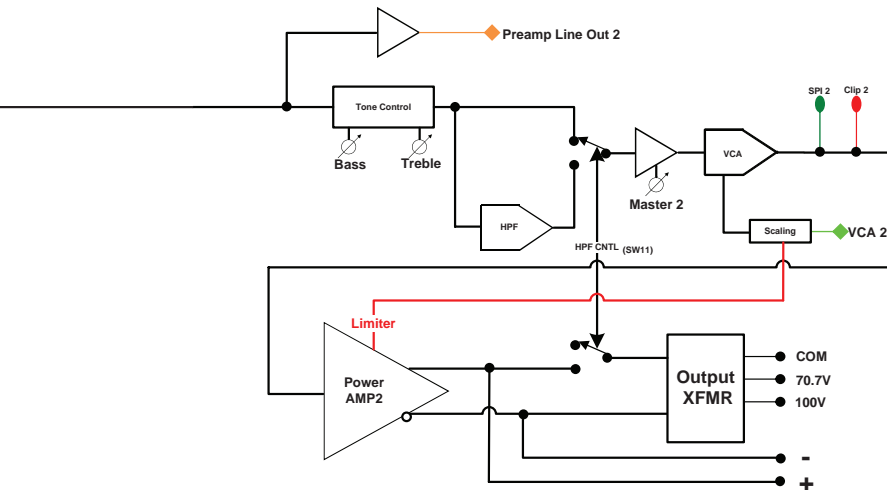 Preamp Line Out 2
SPI 2
Clip 2
Tone Control
Bass
Treble
VCA
Master 2
HPF
Scaling
VCA 2
HPF CNTL (SW11)
Limiter
Power
AMP2
Output
XFMR
COM
70.7V
100V
-
+